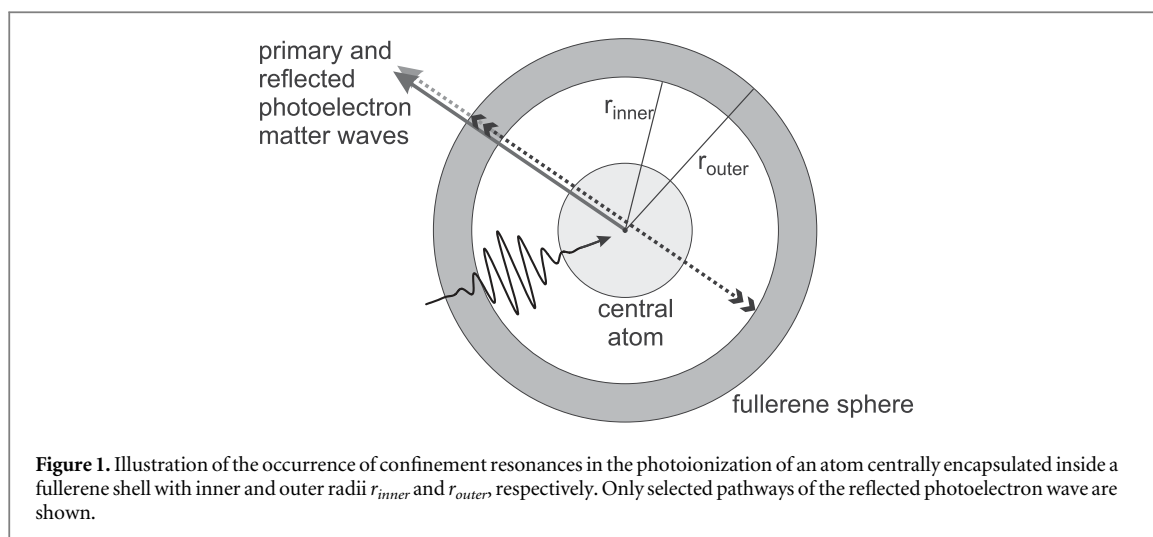 primary and
reflected
photoelectron
matter waves
r_inner
r_outer
central
atom
fullerene sphere
Figure 1. Illustration of the occurrence of confinement resonances in the photoionization of an atom centrally encapsulated inside a
fullerene shell with inner and outer radii r_inner and r_outer, respectively. Only selected pathways of the reflected photoelectron wave are
shown.